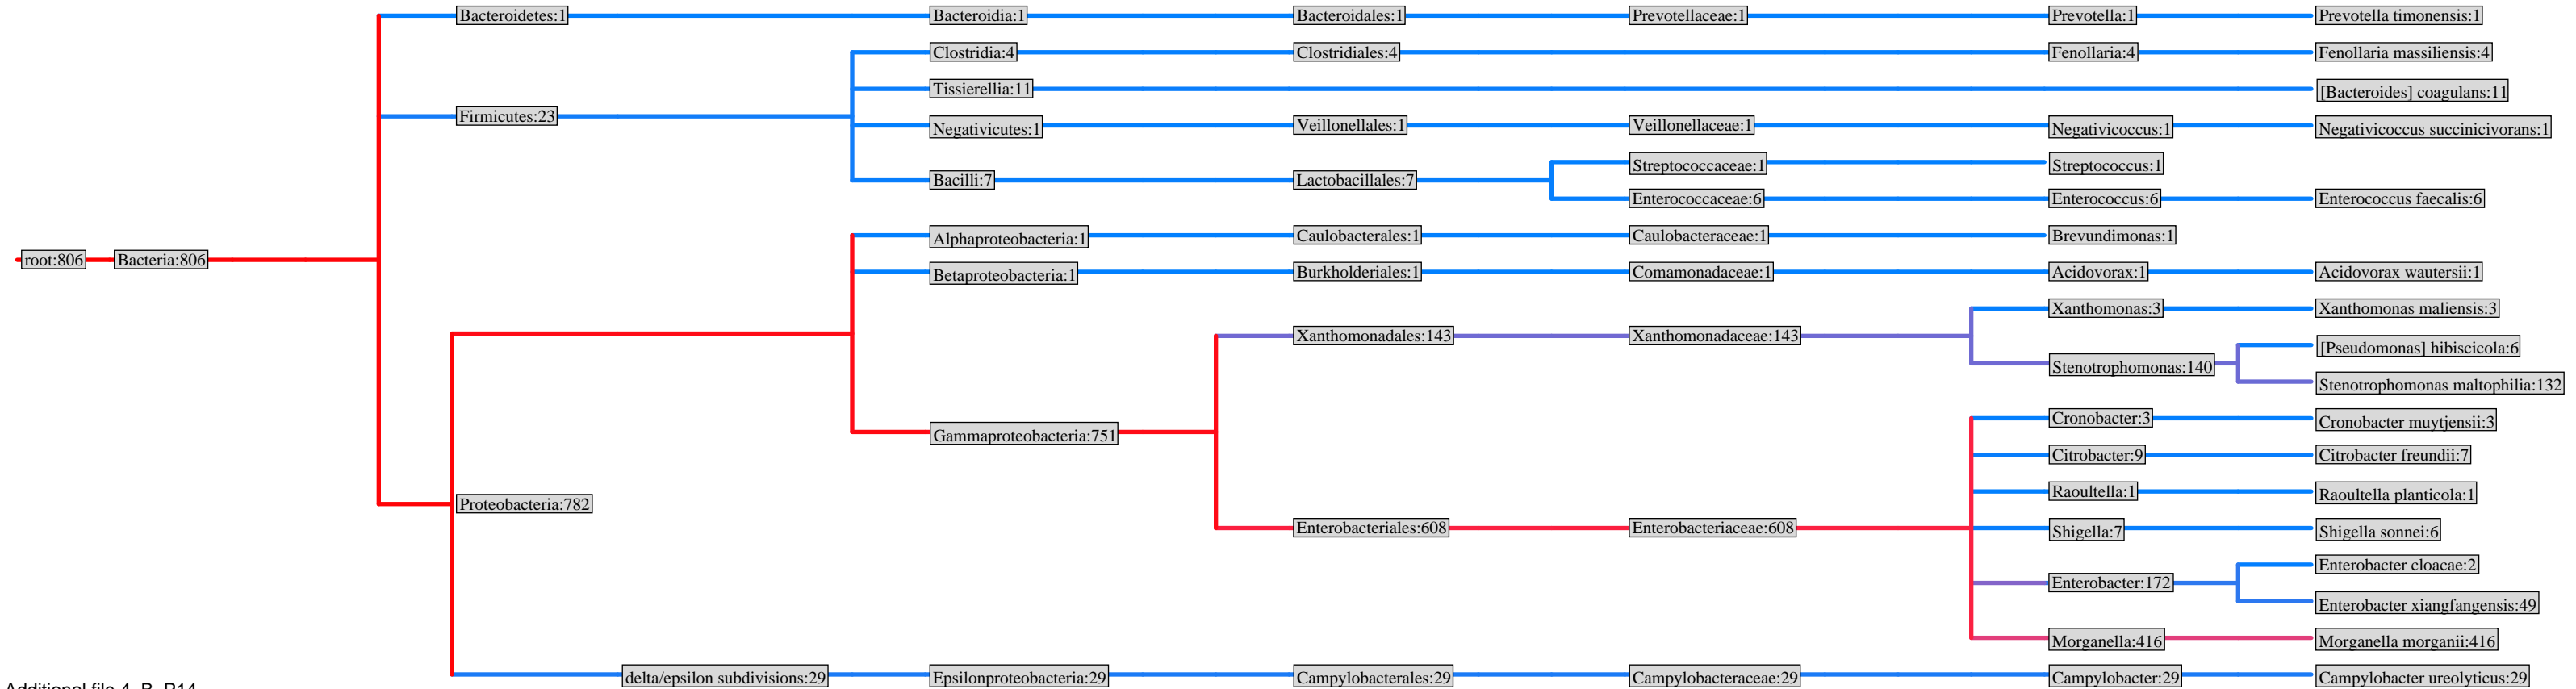 Bacteroidetes:1 Bacteroidia:1 Bacteroidales:1 Prevotellaceae:1 Prevotella:1 Prevotella timonensis:1
Clostridia:4 Clostridiales:4 Fenollaria:4 Fenollaria massiliensis:4
Tissierellia:11 [Bacteroides] coagulans:11
Firmicutes:23
Negativicutes:1 Veillonellales:1 Veillonellaceae:1 Negativicoccus:1 Negativicoccus succinicivorans:1
Streptococcaceae:1 Streptococcus:1
Bacilli:7 Lactobacillales:7
Enterococcaceae:6 Enterococcus:6 Enterococcus faecalis:6
Alphaproteobacteria:1 Caulobacterales:1 Caulobacteraceae:1 Brevundimonas:1
root:806 Bacteria:806
Betaproteobacteria:1 Burkholderiales:1 Comamonadaceae:1 Acidovorax:1 Acidovorax wautersii:1
Xanthomonas:3 Xanthomonas maliensis:3
Xanthomonadales:143 Xanthomonadaceae:143
[Pseudomonas] hibiscicola:6
Stenotrophomonas:140
Stenotrophomonas maltophilia:132
Cronobacter:3 Cronobacter muytjensii:3
Gammaproteobacteria:751
Citrobacter:9 Citrobacter freundii:7
Raoultella:1 Raoultella planticola:1
Proteobacteria:782
Enterobacteriales:608 Enterobacteriaceae:608 Shigella:7 Shigella sonnei:6
Enterobacter cloacae:2
Enterobacter:172
Enterobacter xiangfangensis:49
Morganella:416 Morganella morganii:416
delta/epsilon subdivisions:29 Epsilonproteobacteria:29 Campylobacterales:29 Campylobacteraceae:29 Campylobacter:29 Campylobacter ureolyticus:29
Additional file 4. B. P14